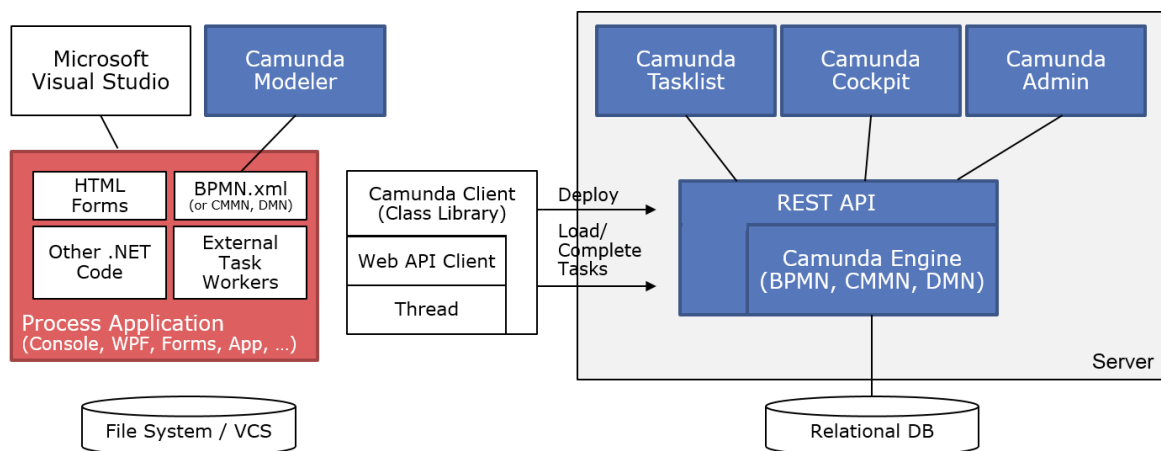 Microsoft
Visual Studio
Camunda
Modeler
HTML
Forms
BPMN.xml
(or CMMN, DMN)
Other .NET
Code
External
Task
Workers
Process Application
(Console, WPF, Forms, App, ...)
File System / VCS
Camunda Client
(Class Library)
Web API Client
Thread
Deploy
Load/
Complete
Tasks
Camunda
Tasklist
Camunda
Cockpit
Camunda
Admin
REST API
Camunda Engine
(BPMN, CMMN, DMN)
Server
Relational DB